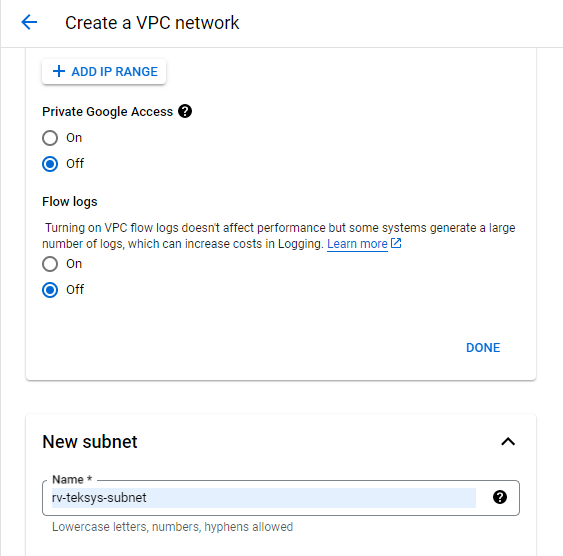 Create a VPC network
ADD IP RANGE
Private Google Access
On
Off
Flow logs
Turning on VPC flow logs doesn't affect performance but some systems generate a large
number of logs, which can increase costs in Logging. Learn more
On
Off
DONE
New subnet
Name *
rv-teksys-subnet
Lowercase letters, numbers, hyphens allowed